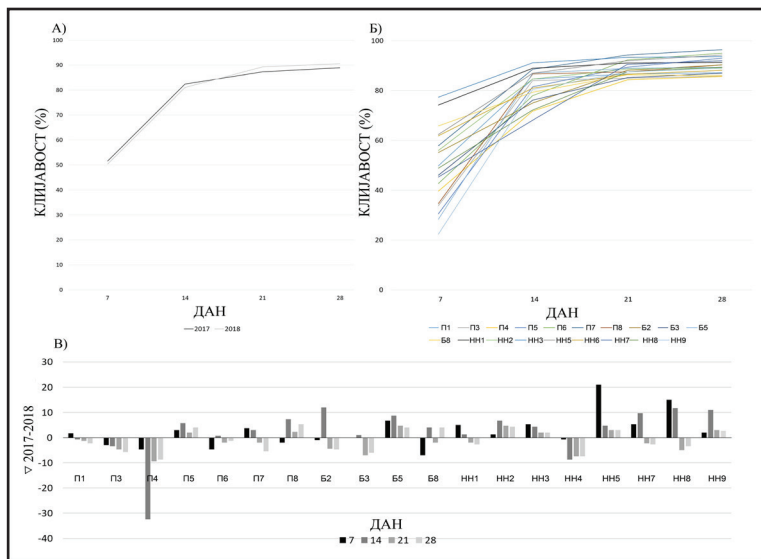 А)
Б)
КЛИЈАВОСТ (%)
100
90
80
70
60
50
40
30
20
10
0
7 14 21 28
ДАН
2017 2018
КЛИЈАВОСТ (%)
100
80
60
40
20
0
7 14 21 28
ДАН
П1 П3 П4 П5 П6 П7 П8 Б2 Б3 Б5
Б8 НН1 НН2 НН3 НН5 НН6 НН7 НН8 НН9
В)
▽ 2017-2018
30
20
10
0
-10
-20
-30
-40
П1 П3 П4 П5 П6 П7 П8 Б2 Б3 Б5 Б8 НН1 НН2 НН3 НН4 НН5 НН7 НН8 НН9
ДАН
7 14 21 28